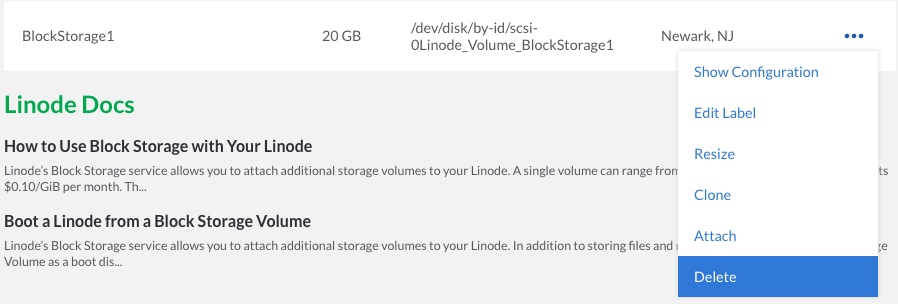 BlockStorage1
20 GB
/dev/disk/by-id/scsi-
0Linode_Volume_BlockStorage1
Newark, NJ
Show Configuration
Edit Label
Resize
Clone
Attach
Delete
Linode Docs
How to Use Block Storage with Your Linode
Linode's Block Storage service allows you to attach additional storage volumes to your Linode. A single volume can range from
$0.10/GiB per month. Th...
Boot a Linode from a Block Storage Volume
Linode's Block Storage service allows you to attach additional storage volumes to your Linode. In addition to storing files and
Volume as a boot dis...